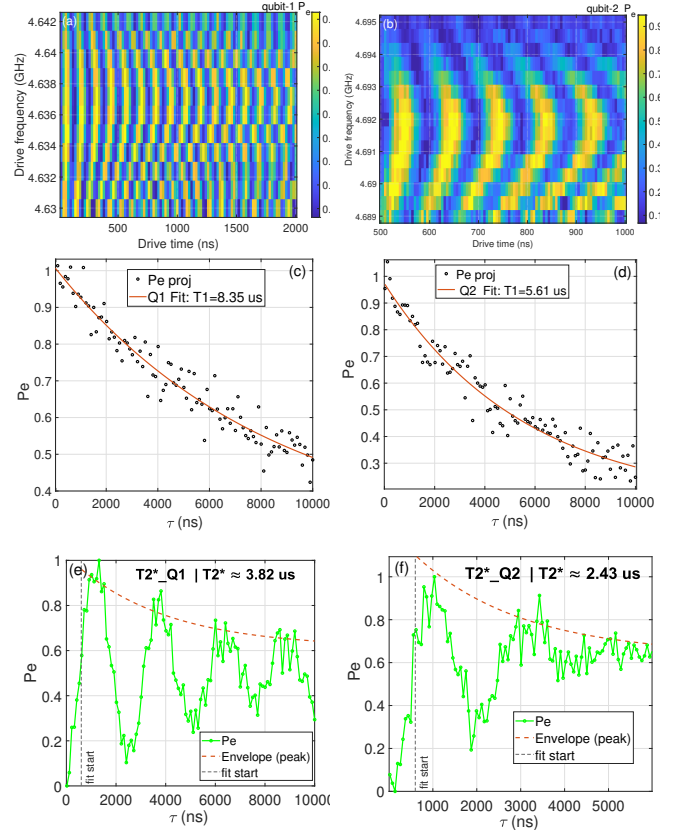 qubit-1 P_e
(a)
4.642
4.64
4.638
4.636
4.634
4.632
4.63
Drive frequency (GHz)
500 1000 1500 2000
Drive time (ns)
qubit-2 P_e
(b)
4.695
4.694
4.693
4.692
4.691
4.69
4.689
Drive frequency (GHz)
500 600 700 800 900 1000
Drive time (ns)
0.9
0.8
0.7
0.6
0.5
0.4
0.3
0.2
0.1
(c)
Pe proj
Q1 Fit: T1=8.35 us
1
0.9
0.8
0.7
0.6
0.5
0.4
Pe
0 2000 4000 6000 8000 10000
τ (ns)
(d)
Pe proj
Q2 Fit: T1=5.61 us
1
0.9
0.8
0.7
0.6
0.5
0.4
0.3
Pe
0 2000 4000 6000 8000 10000
τ (ns)
(e)
T2*_Q1 | T2* ≈ 3.82 us
1
0.8
0.6
0.4
0.2
0
Pe
fit start
Pe
Envelope (peak)
fit start
0 2000 4000 6000 8000 10000
τ (ns)
(f)
T2*_Q2 | T2* ≈ 2.43 us
1
0.8
0.6
0.4
0.2
0
Pe
fit start
Pe
Envelope (peak)
fit start
1000 2000 3000 4000 5000
τ (ns)